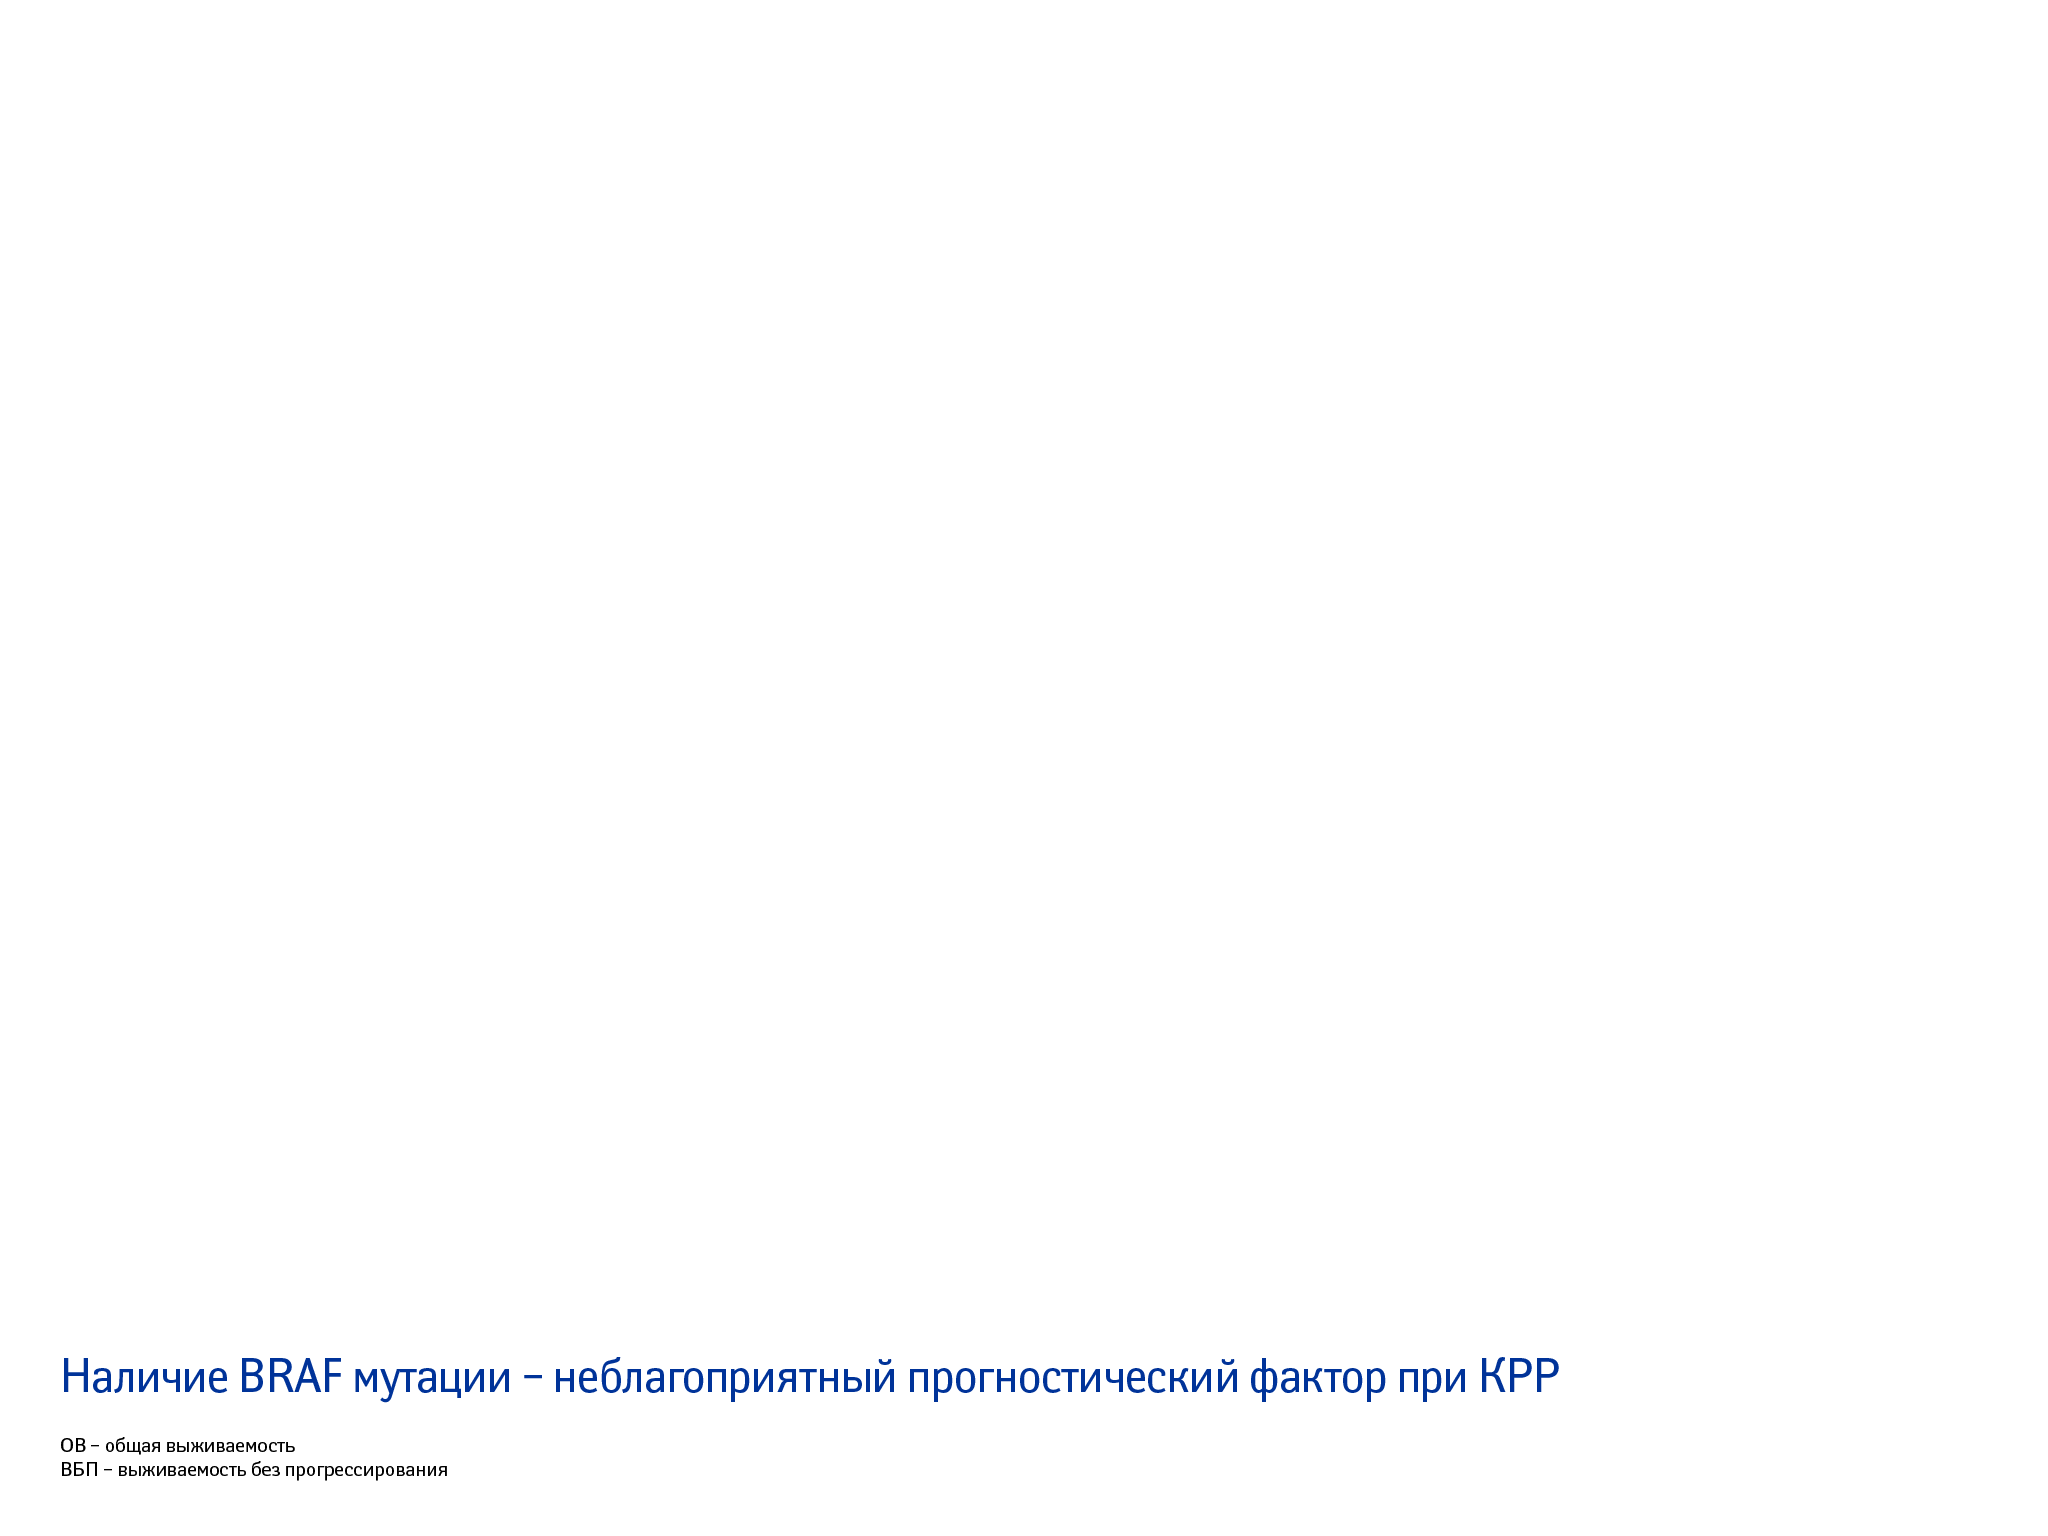 Наличие BRAF мутации – неблагоприятный прогностический фактор при КРР
ОВ – общая выживаемость
ВБП – выживаемость без прогрессирования